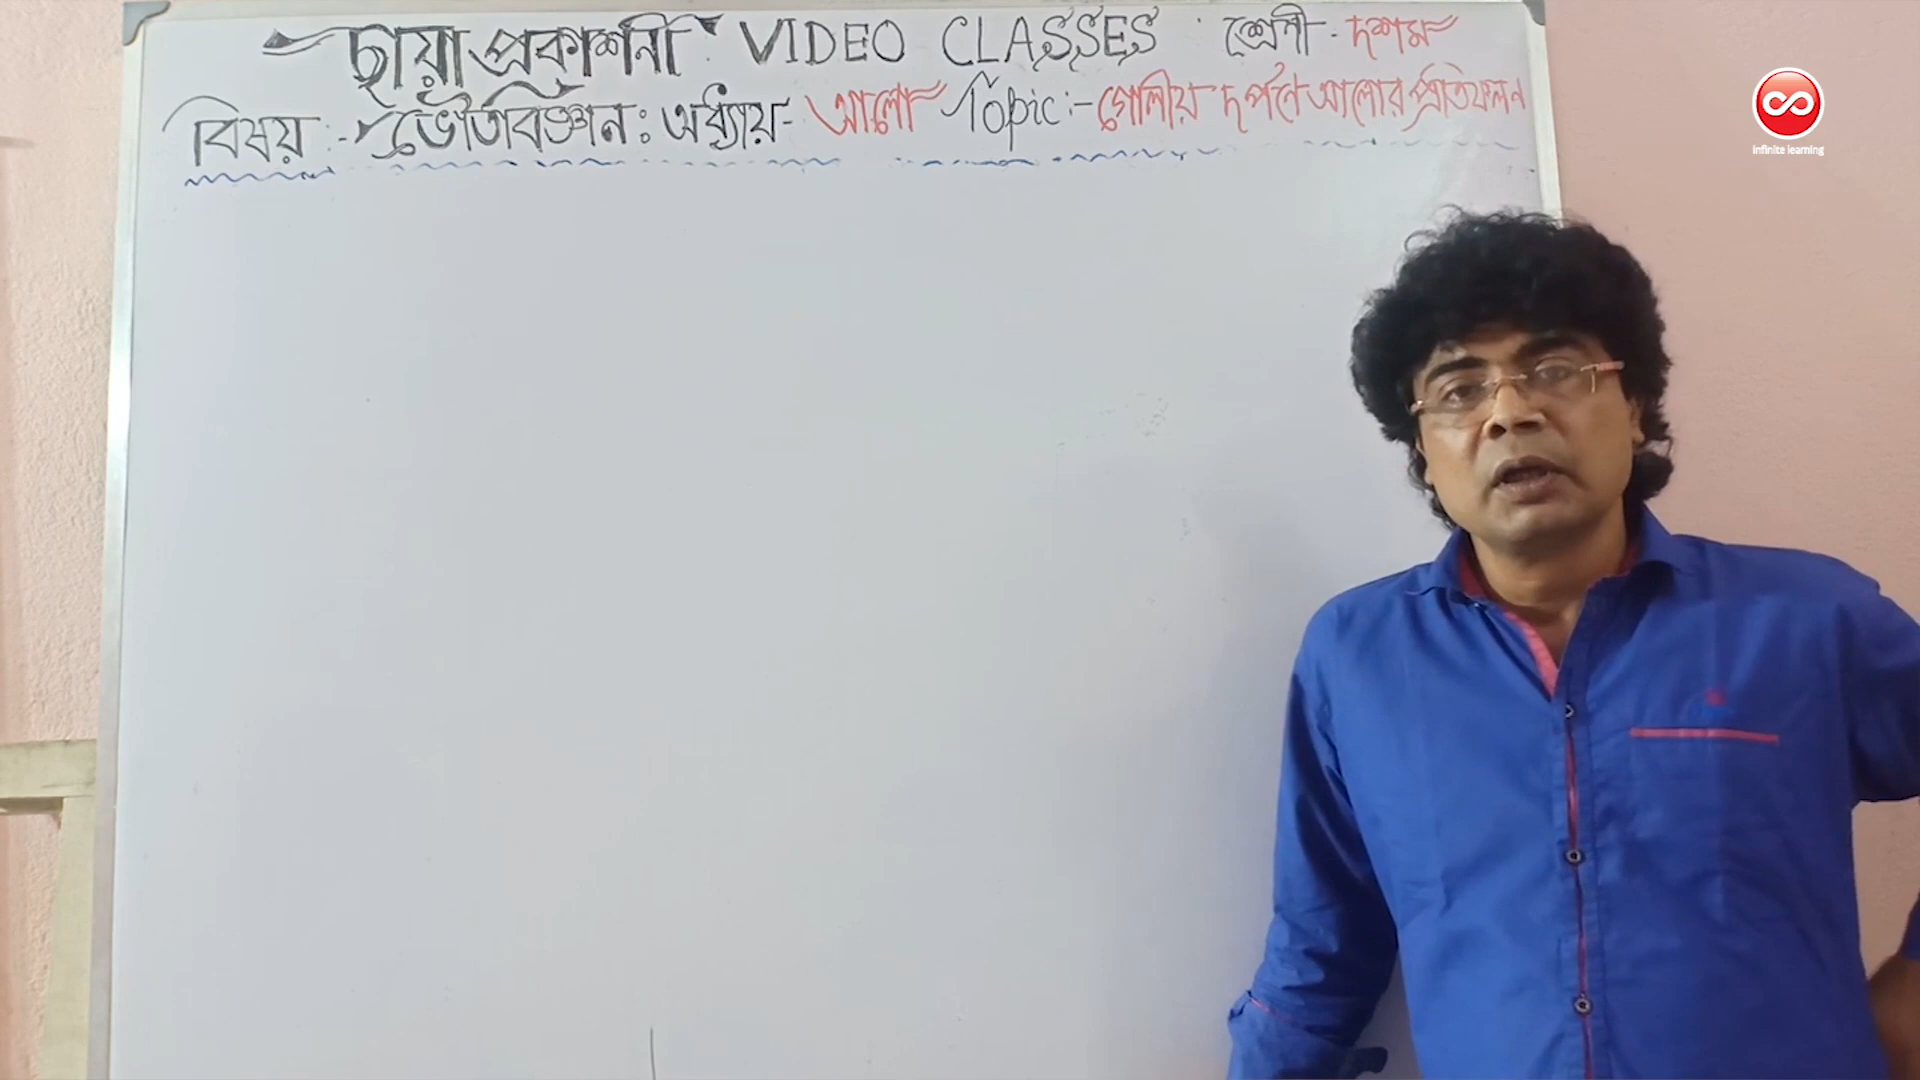 ছায়া প্রকাশনী VIDEO CLASSES শ্রেণী - দশম
বিষয় :- ভৌতবিজ্ঞান : অধ্যায় - আলো Topic :- গোলীয় দর্পণে আলোর প্রতিফলন
infinite learning